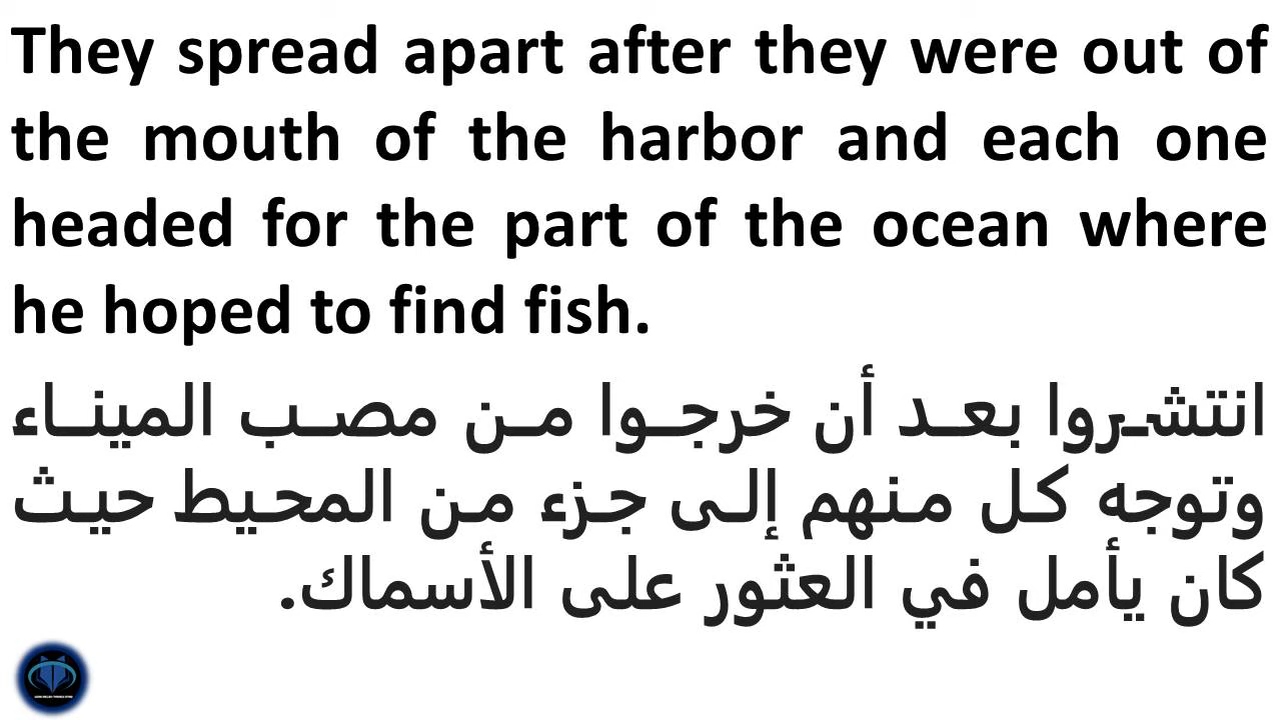 They spread apart after they were out of
the mouth of the harbor and each one
headed for the part of the ocean where
he hoped to find fish.
انتشروا بعد أن خرجوا من مصب الميناء
وتوجه كل منهم إلى جزء من المحيط حيث
كان يأمل في العثور على الأسماك.